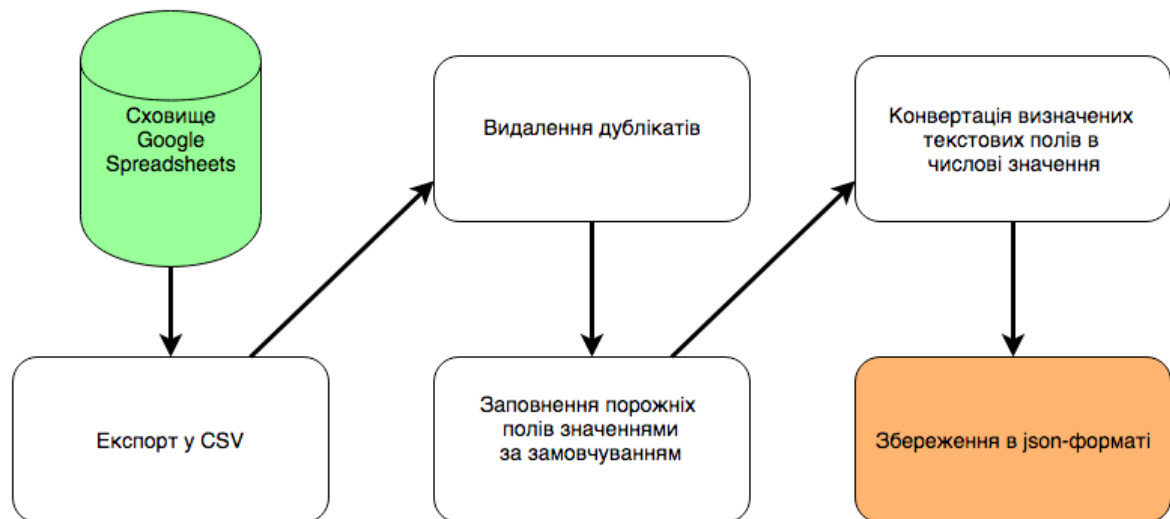 Сховище
Google
Spreadsheets
Експорт у CSV
Видалення дублікатів
Заповнення порожніх
полів значеннями
за замовчуванням
Конвертація визначених
текстових полів в
числові значення
Збереження в json-форматі